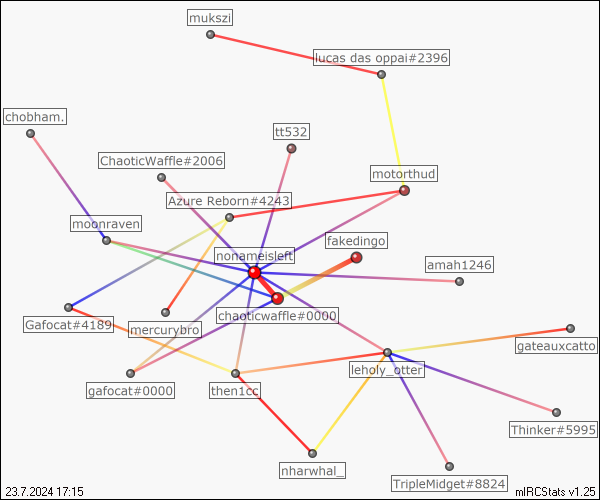 mukszi
lucas das oppai#2396
chobham.
tt532
ChaoticWaffle#2006
motorthud
Azure Reborn#4243
moonraven
fakedingo
nonameisleft
amah1246
chaoticwaffle#0000
Gafocat#4189
mercurybro
gateauxcatto
leholy_otter
gafocat#0000
then1cc
Thinker#5995
nharwhal_
TripleMidget#8824
23.7.2024 17:15
mIRCStats v1.25